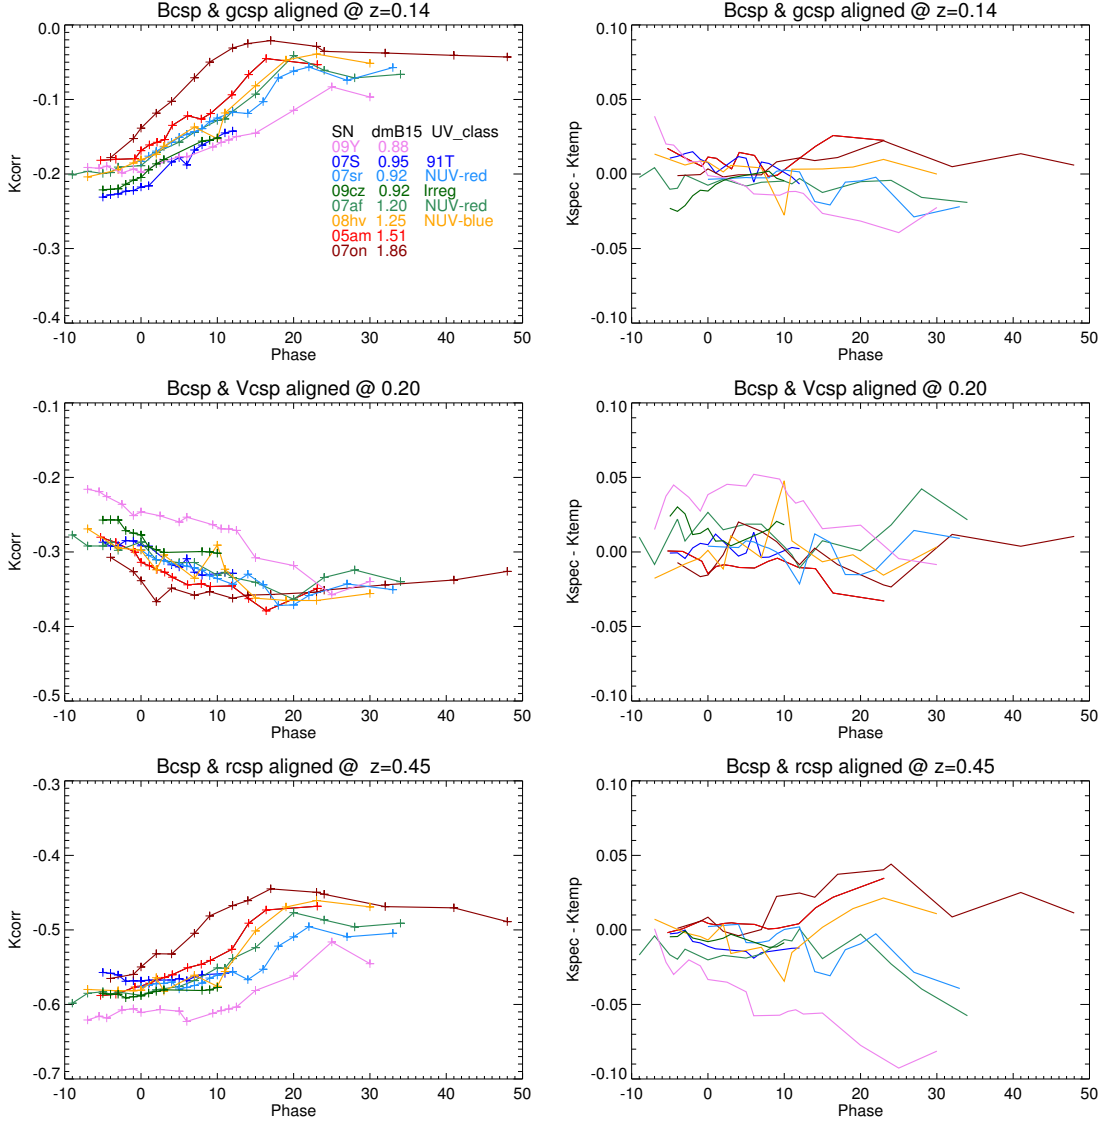 Bcsp & gcsp aligned @ z=0.14
Kcorr
0.0
-0.1
-0.2
-0.3
-0.4
SN dmB15 UV_class
09Y 0.88
07S 0.95 91T
07sr 0.92 NUV-red
09cz 0.92 Irreg
07af 1.20 NUV-red
08hv 1.25 NUV-blue
05am 1.51
07on 1.86
-10 0 10 20 30 40 50
Phase
Bcsp & gcsp aligned @ z=0.14
Kspec - Ktemp
0.10
0.05
0.00
-0.05
-0.10
-10 0 10 20 30 40 50
Phase
Bcsp & Vcsp aligned @ 0.20
Kcorr
-0.1
-0.2
-0.3
-0.4
-0.5
-10 0 10 20 30 40 50
Phase
Bcsp & Vcsp aligned @ 0.20
Kspec - Ktemp
0.10
0.05
0.00
-0.05
-0.10
-10 0 10 20 30 40 50
Phase
Bcsp & rcsp aligned @ z=0.45
Kcorr
-0.3
-0.4
-0.5
-0.6
-0.7
-10 0 10 20 30 40 50
Phase
Bcsp & rcsp aligned @ z=0.45
Kspec - Ktemp
0.10
0.05
0.00
-0.05
-0.10
-10 0 10 20 30 40 50
Phase